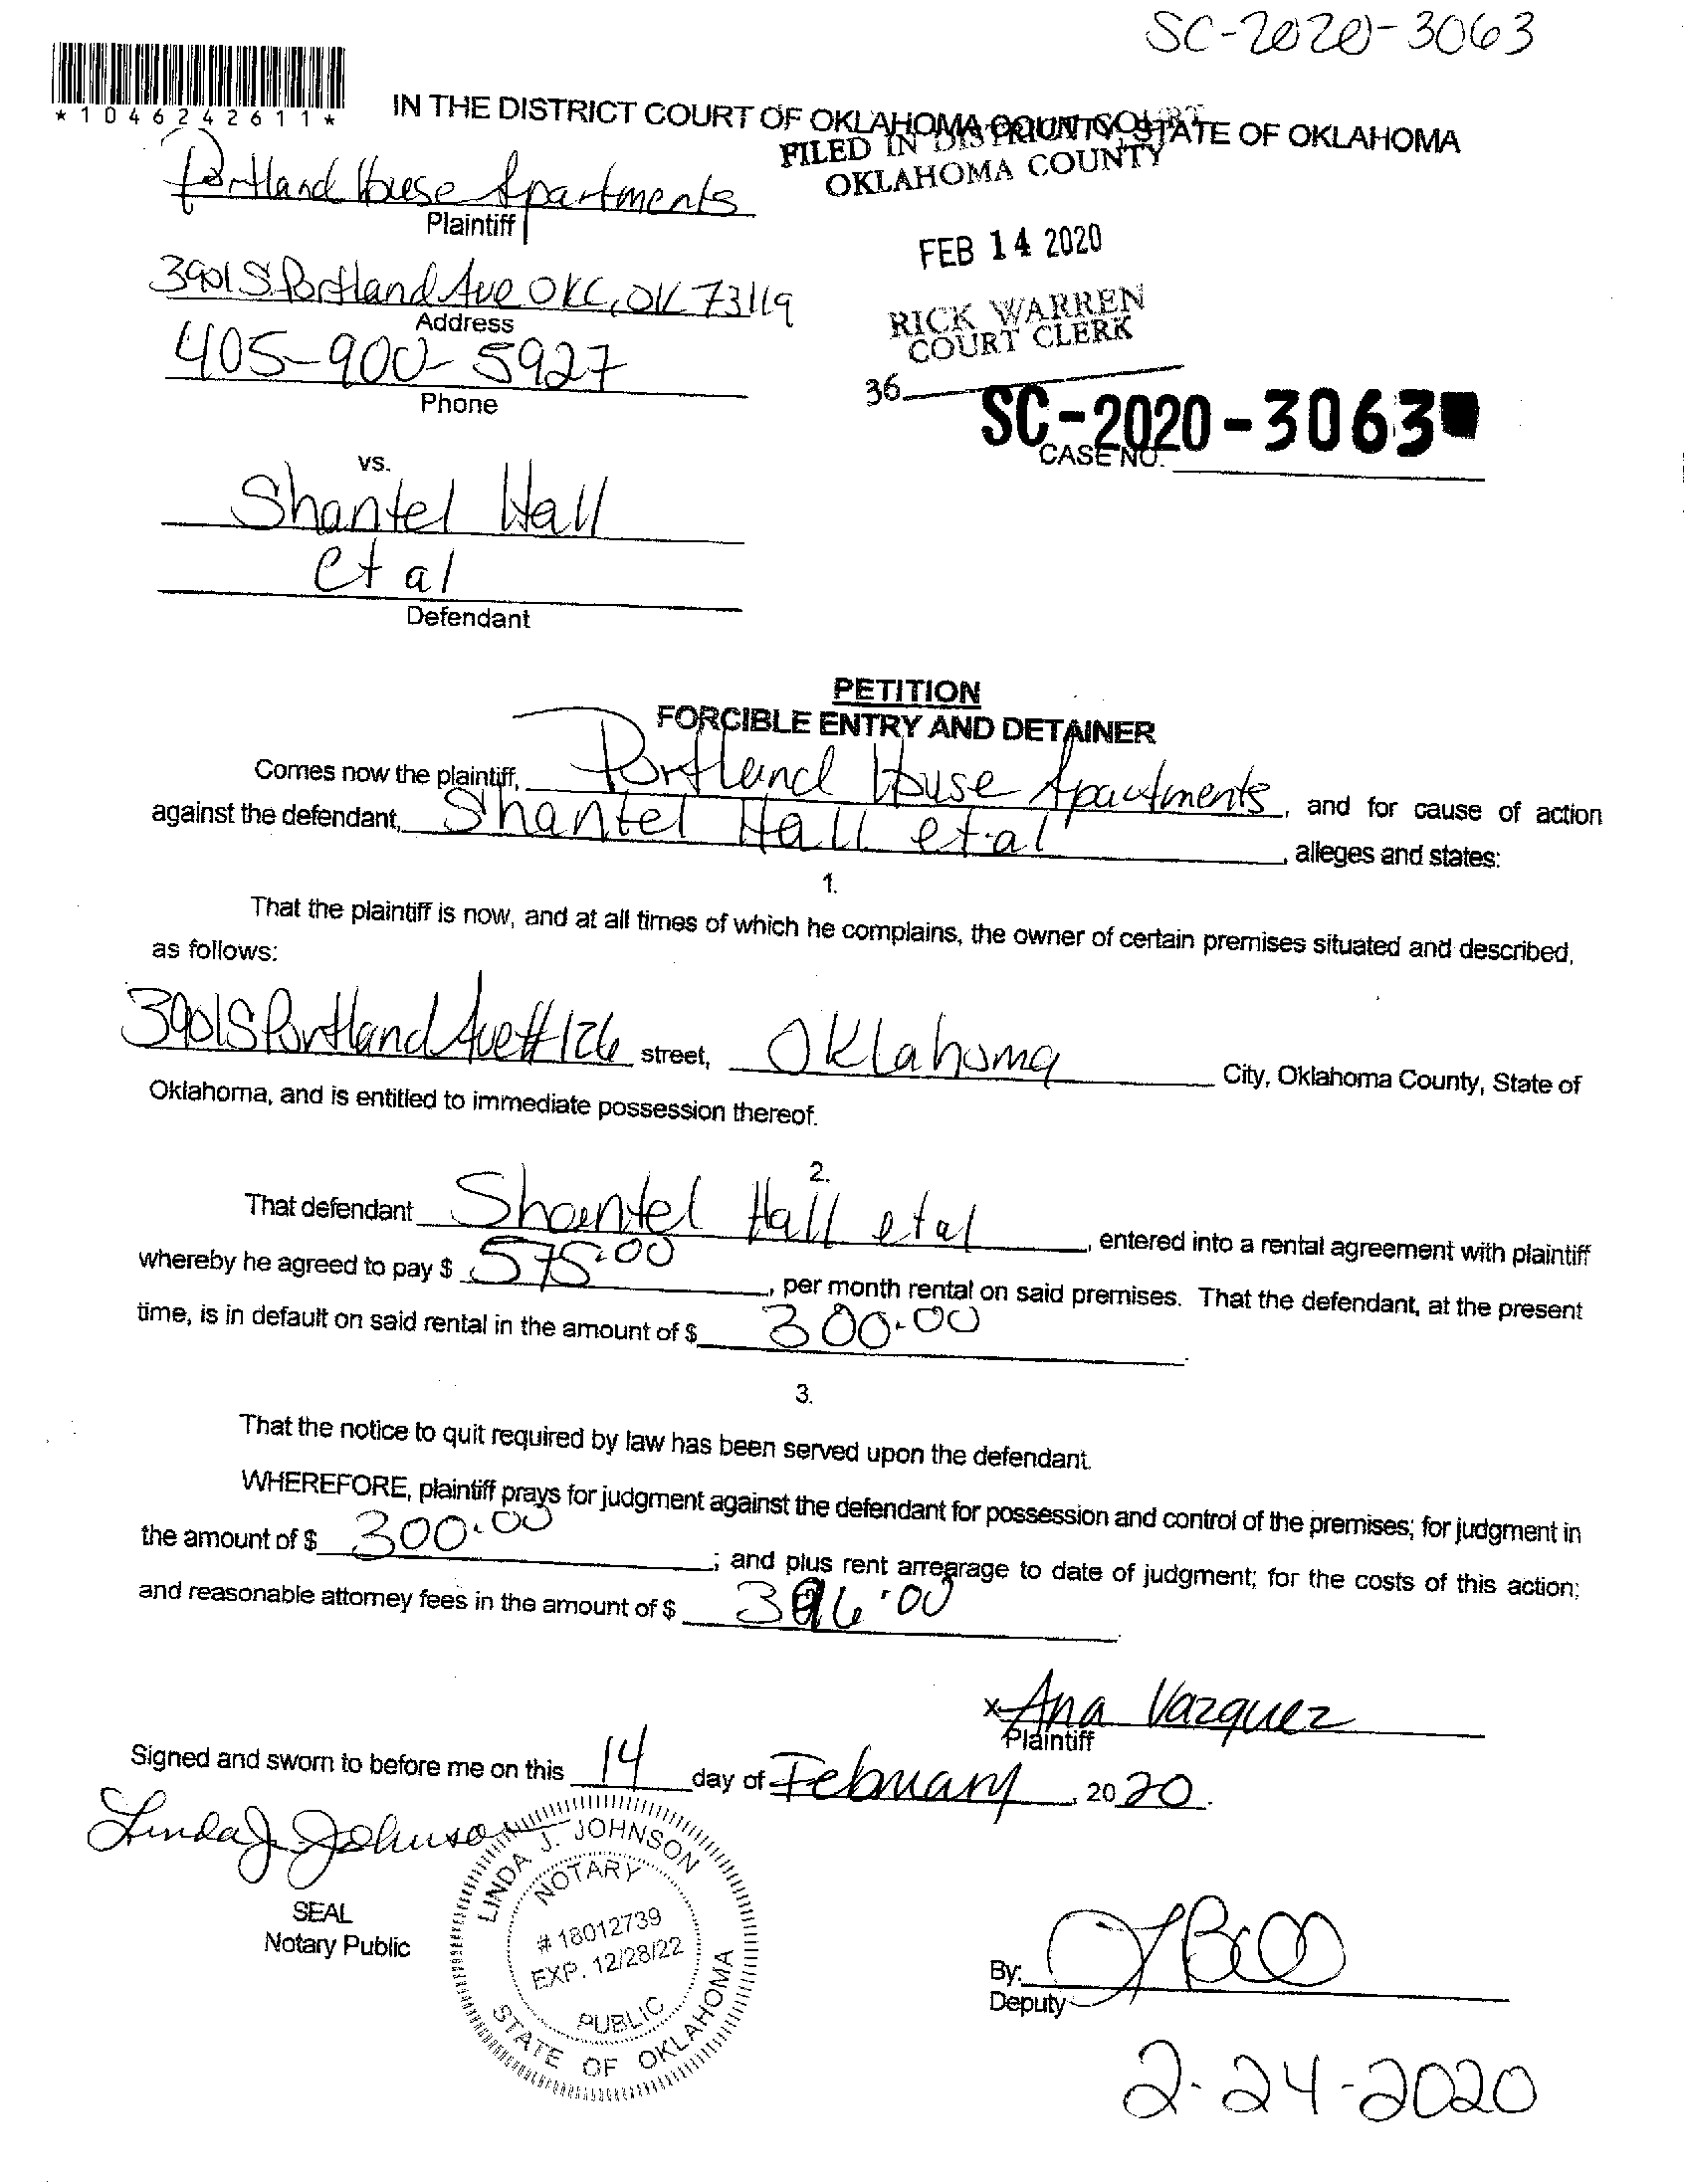 SC-2020-3063
*1046242611*
IN THE DISTRICT COURT OF OKLAHOMA COUNTY, STATE OF OKLAHOMA
FILED IN DISTRICT COURT
OKLAHOMA COUNTY
Portland House Apartments
Plaintiff
FEB 14 2020
3901 S. Portland Ave OKC, OK 73119
Address
RICK WARREN
COURT CLERK
405-900-5927
Phone
36
SC-2020-3063
CASE NO.
vs.
Shantel Hall
et al
Defendant
PETITION
FORCIBLE ENTRY AND DETAINER
Comes now the plaintiff, Portland House Apartments, and for cause of action
against the defendant, Shantel Hall et al, alleges and states:
1.
That the plaintiff is now, and at all times of which he complains, the owner of certain premises situated and described,
as follows:
3901 S Portland Ave #126 street, Oklahoma City, Oklahoma County, State of
Oklahoma, and is entitled to immediate possession thereof.
2.
That defendant Shantel Hall et al, entered into a rental agreement with plaintiff
whereby he agreed to pay $ 575.00, per month rental on said premises. That the defendant, at the present
time, is in default on said rental in the amount of $ 300.00.
3.
That the notice to quit required by law has been served upon the defendant.
WHEREFORE, plaintiff prays for judgment against the defendant for possession and control of the premises; for judgment in
the amount of $ 300.00; and plus rent arrearage to date of judgment; for the costs of this action;
and reasonable attorney fees in the amount of $
x Ana Vazquez
Plaintiff
Signed and sworn to before me on this 14 day of February, 2020.
Linda J. Johnson
SEAL
Notary Public
LINDA J. JOHNSON
NOTARY
# 18012739
EXP. 12/28/22
PUBLIC
STATE OF OKLAHOMA
By:
Deputy
2-24-2020